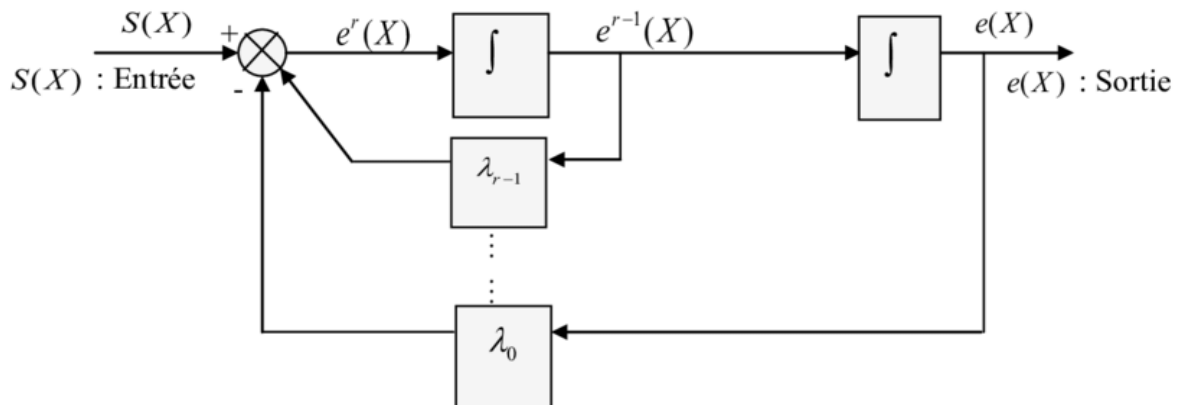 S(X)
S(X) : Entrée
+
-
e^r(X)
∫
e^{r-1}(X)
∫
e(X)
e(X) : Sortie
λ_{r-1}
λ_0